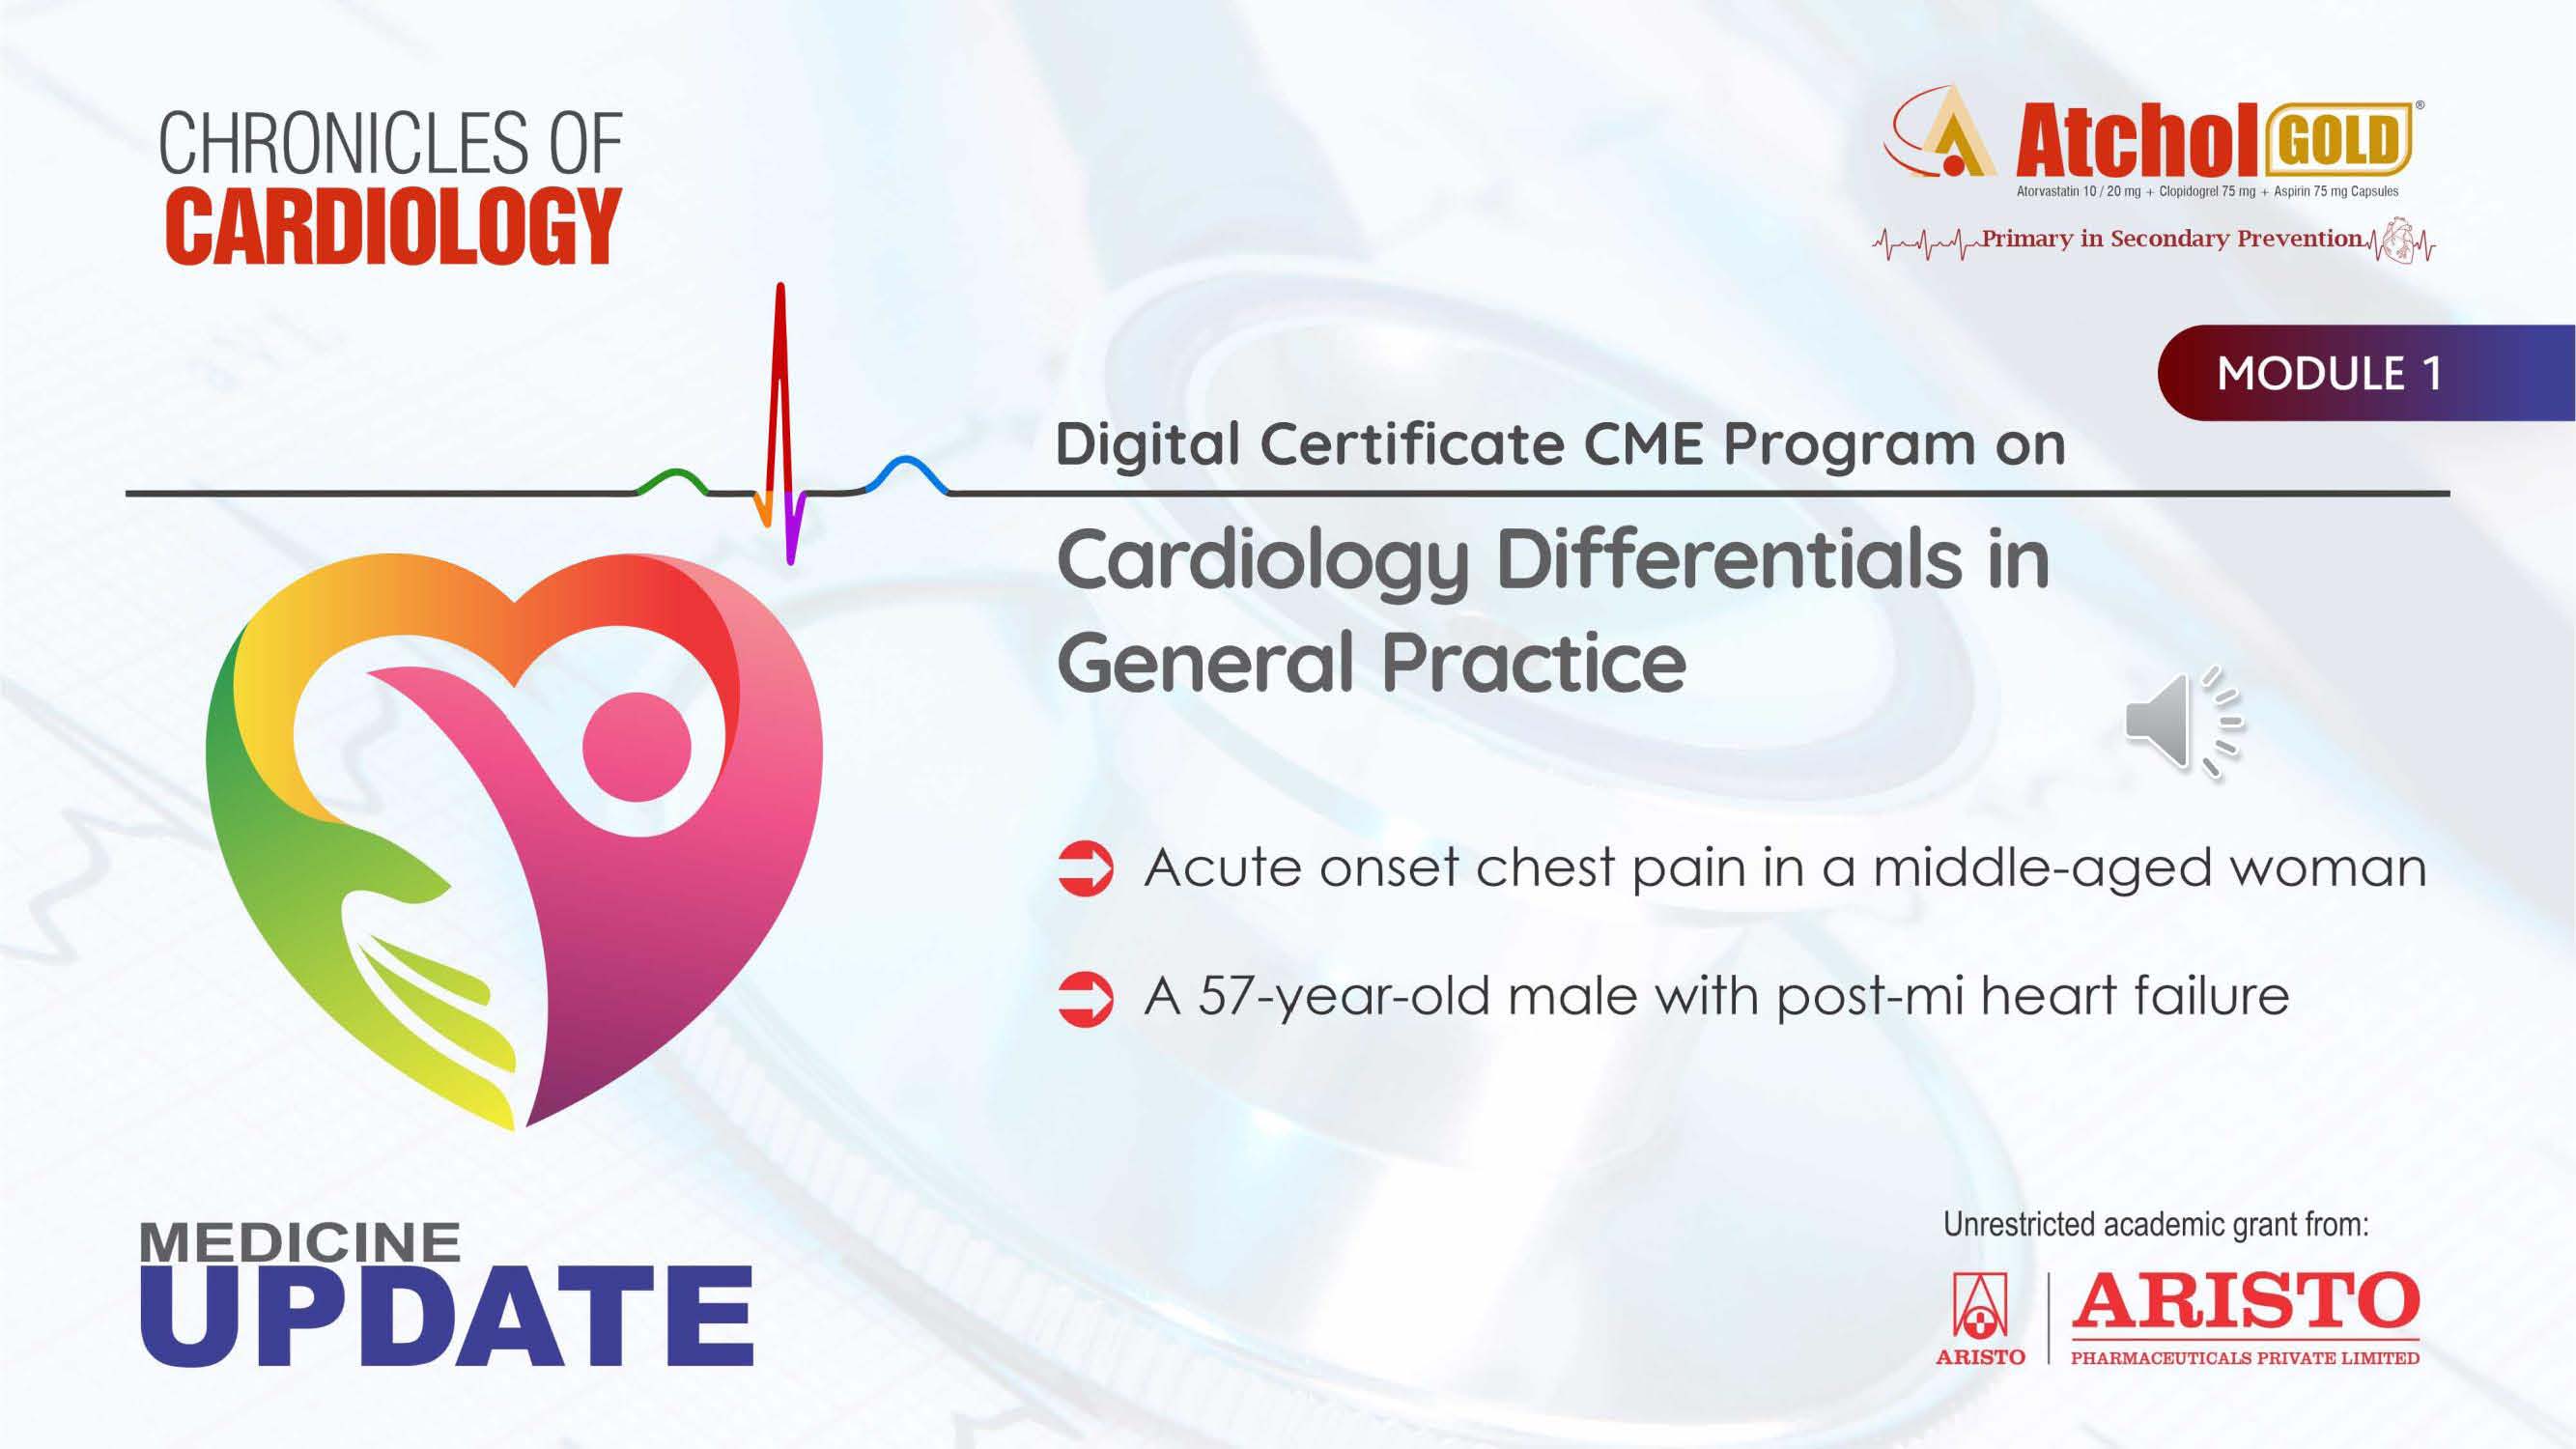 CHRONICLES OF
CARDIOLOGY
Atchol GOLD®
Atorvastatin 10 / 20 mg + Clopidogrel 75 mg + Aspirin 75 mg Capsules
Primary in Secondary Prevention
MODULE 1
Digital Certificate CME Program on
Cardiology Differentials in
General Practice
Acute onset chest pain in a middle-aged woman
A 57-year-old male with post-mi heart failure
MEDICINE
UPDATE
Unrestricted academic grant from:
ARISTO
ARISTO
PHARMACEUTICALS PRIVATE LIMITED